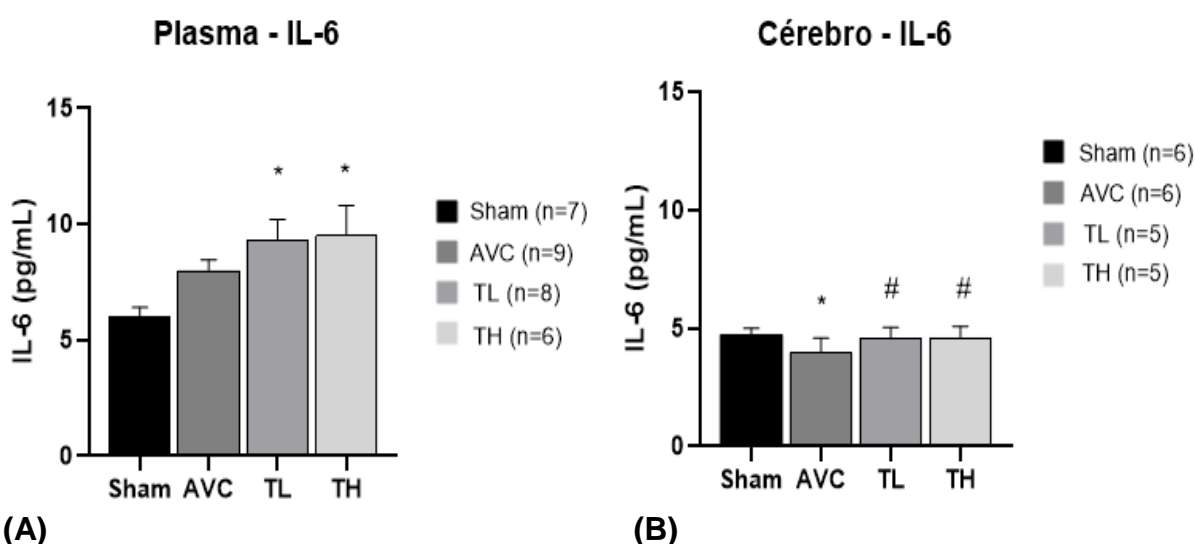 Plasma - IL-6
IL-6 (pg/mL)
15
10
5
0
* *
Sham AVC TL TH
Sham (n=7)
AVC (n=9)
TL (n=8)
TH (n=6)
(A)
Cérebro - IL-6
IL-6 (pg/mL)
15
10
5
0
* # #
Sham AVC TL TH
Sham (n=6)
AVC (n=6)
TL (n=5)
TH (n=5)
(B)